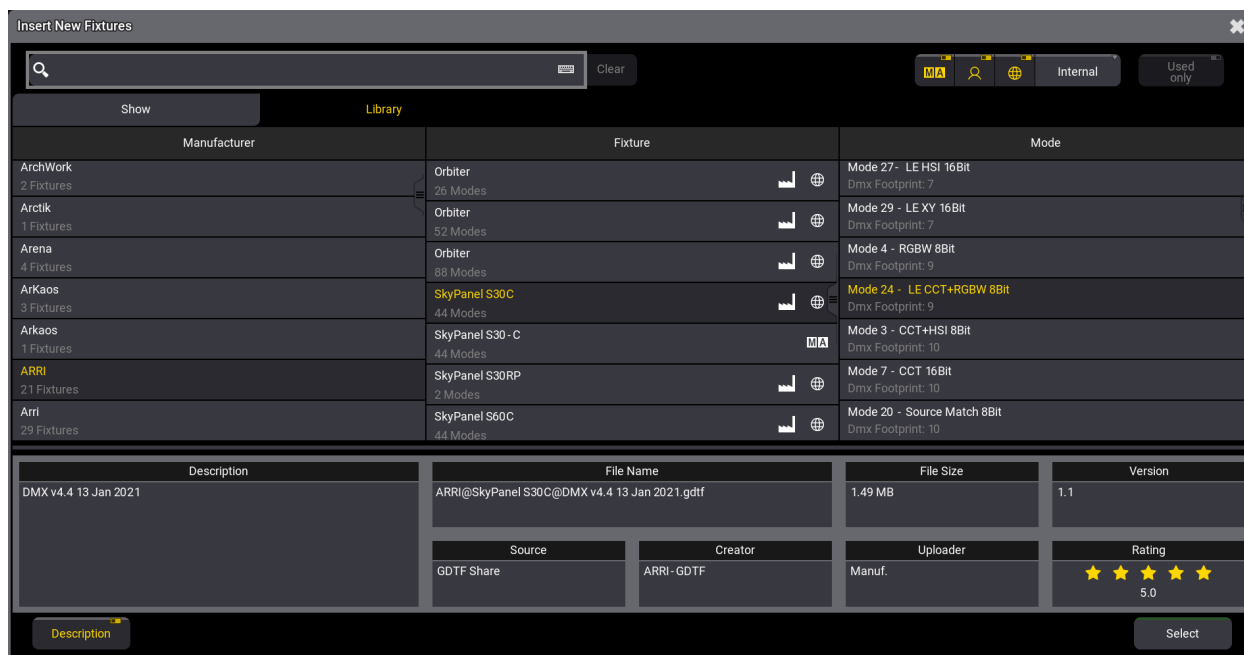 Insert New Fixtures
Clear
MA
Internal
Used
only
Show
Library
Manufacturer
Fixture
Mode
ArchWork
2 Fixtures
Arctik
1 Fixtures
Arena
4 Fixtures
ArKaos
3 Fixtures
Arkaos
1 Fixtures
ARRI
21 Fixtures
Arri
29 Fixtures
Orbiter
26 Modes
Orbiter
52 Modes
Orbiter
88 Modes
SkyPanel S30C
44 Modes
SkyPanel S30-C
44 Modes
MA
SkyPanel S30RP
2 Modes
SkyPanel S60C
44 Modes
Mode 27- LE HSI 16Bit
Dmx Footprint: 7
Mode 29 - LE XY 16Bit
Dmx Footprint: 7
Mode 4 - RGBW 8Bit
Dmx Footprint: 9
Mode 24 - LE CCT+RGBW 8Bit
Dmx Footprint: 9
Mode 3 - CCT+HSI 8Bit
Dmx Footprint: 10
Mode 7 - CCT 16Bit
Dmx Footprint: 10
Mode 20 - Source Match 8Bit
Dmx Footprint: 10
Description
DMX v4.4 13 Jan 2021
File Name
ARRI@SkyPanel S30C@DMX v4.4 13 Jan 2021.gdtf
File Size
1.49 MB
Version
1.1
Source
GDTF Share
Creator
ARRI-GDTF
Uploader
Manuf.
Rating
5.0
Description
Select